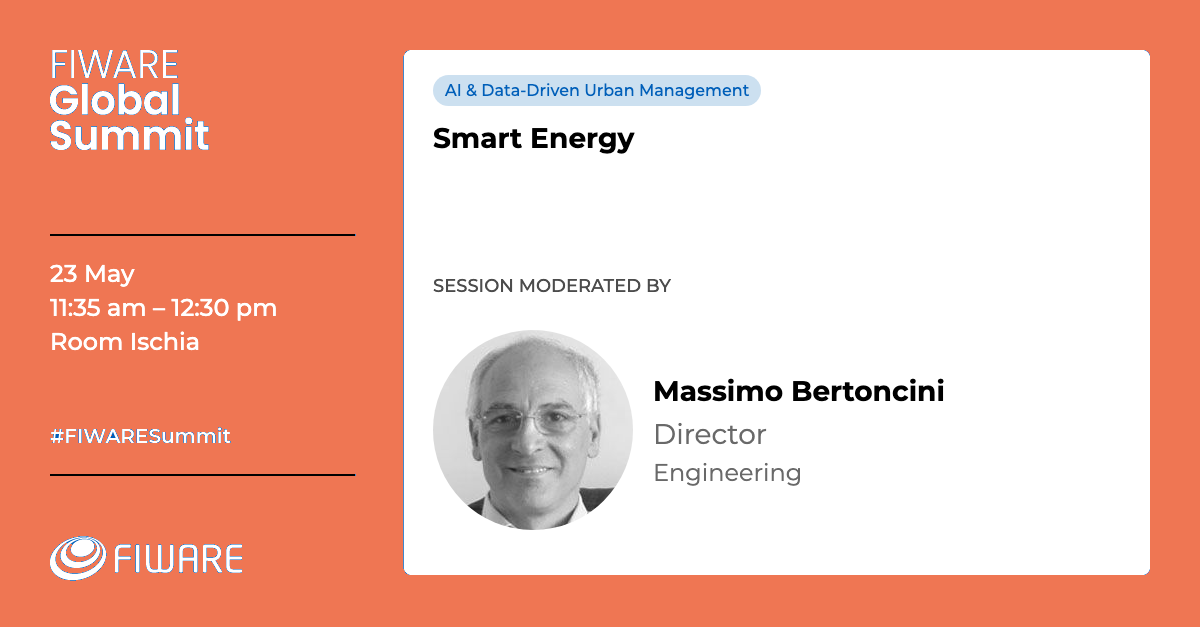 FIWARE
Global
Summit
23 May
11:35 am – 12:30 pm
Room Ischia
#FIWARESummit
FIWARE
AI & Data-Driven Urban Management
Smart Energy
SESSION MODERATED BY
Massimo Bertoncini
Director
Engineering